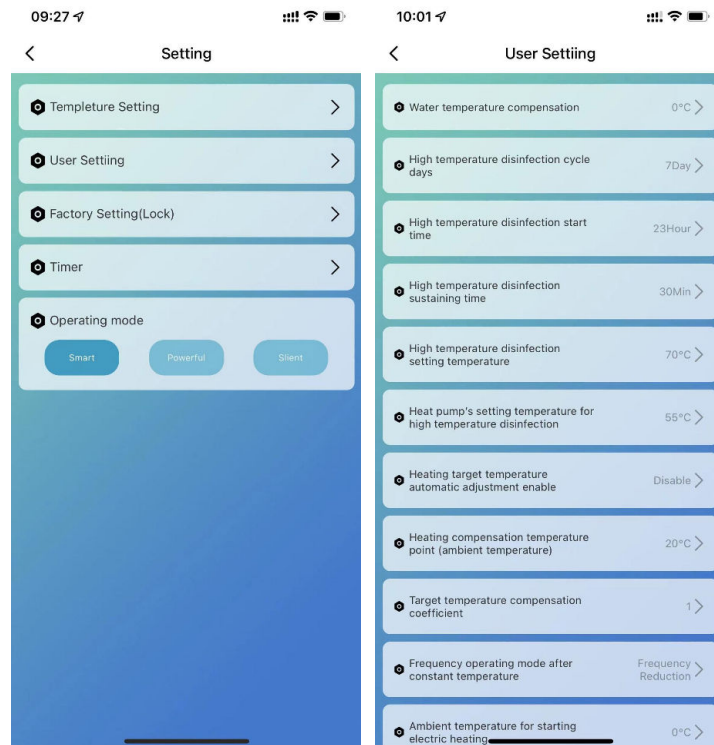 09:27
Setting
Templeture Setting
User Settiing
Factory Setting(Lock)
Timer
Operating mode
Smart
Powerful
Silent
10:01
User Settiing
Water temperature compensation
0°C
High temperature disinfection cycle
days
7Day
High temperature disinfection start
time
23Hour
High temperature disinfection
sustaining time
30Min
High temperature disinfection
setting temperature
70°C
Heat pump's setting temperature for
high temperature disinfection
55°C
Heating target temperature
automatic adjustment enable
Disable
Heating compensation temperature
point (ambient temperature)
20°C
Target temperature compensation
coefficient
1
Frequency operating mode after
constant temperature
Frequency
Reduction
Ambient temperature for starting
electric heating
0°C